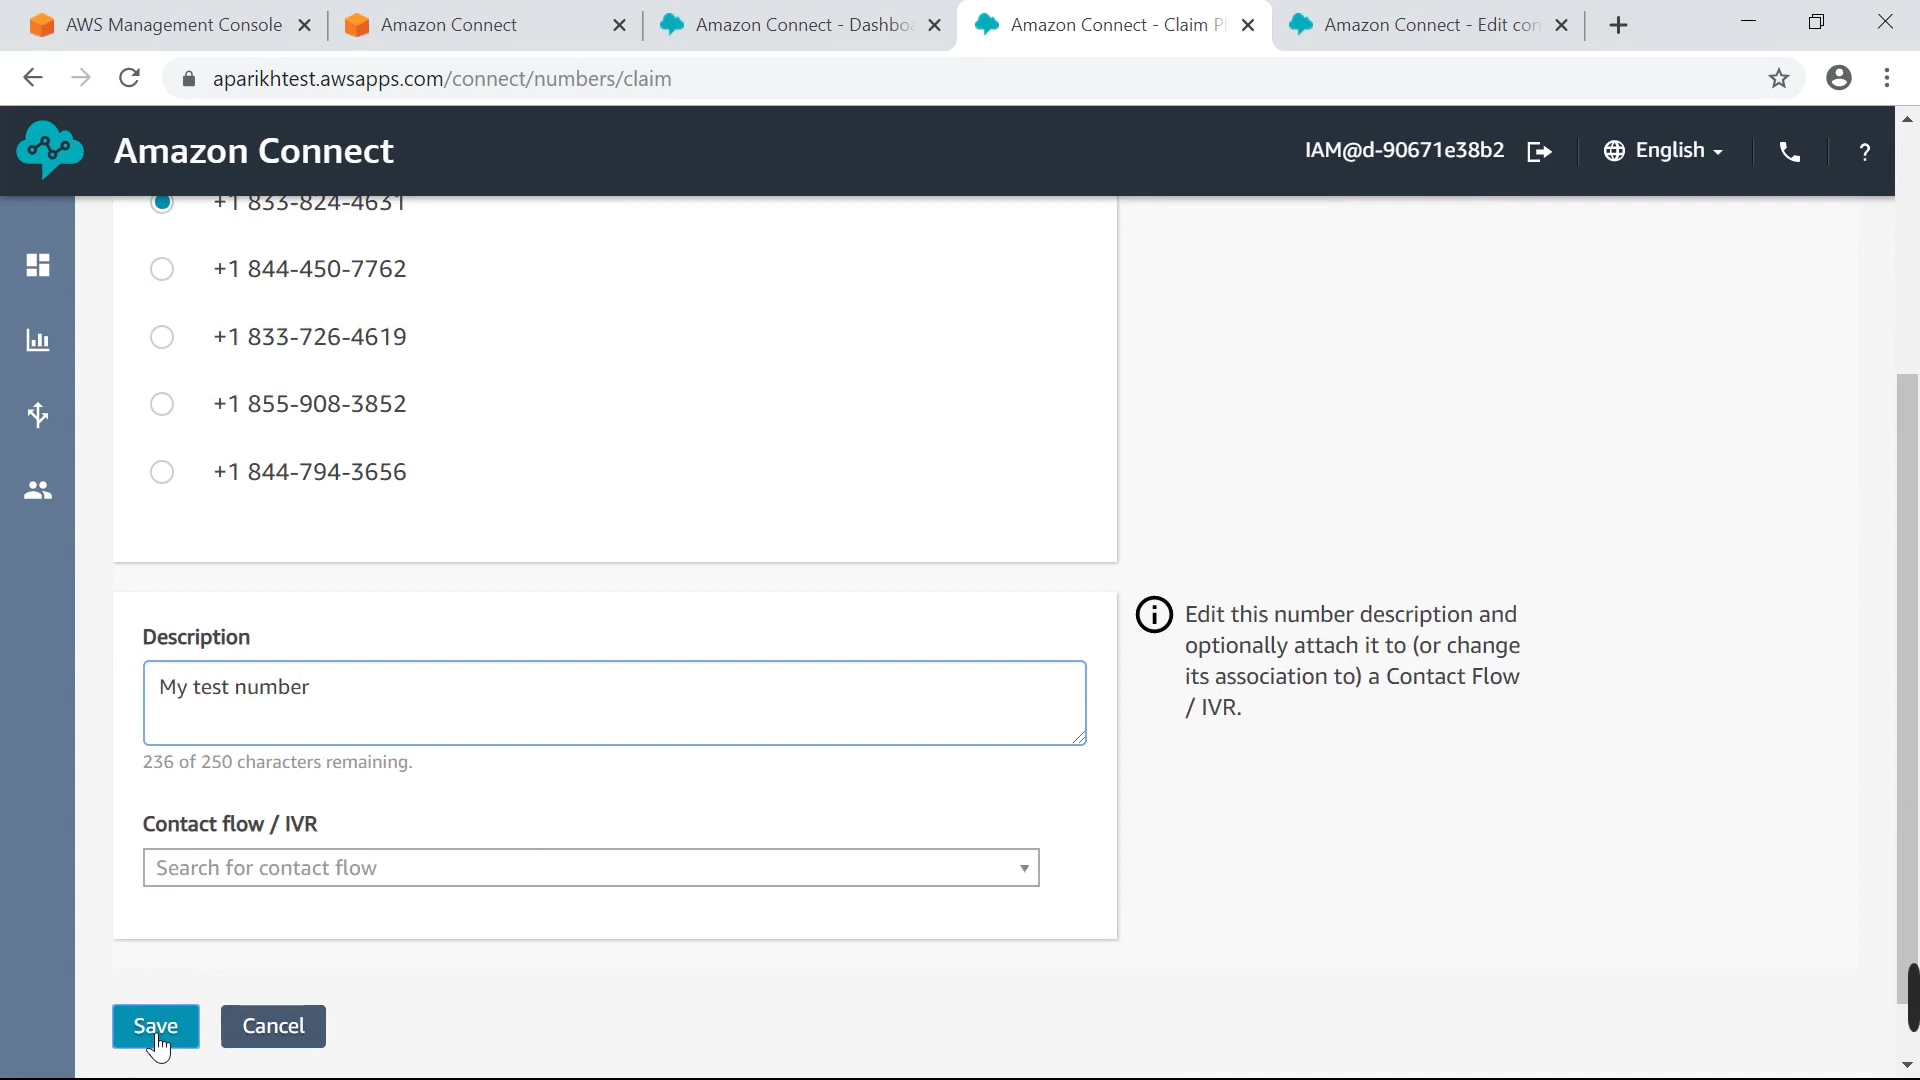 AWS Management Console
Amazon Connect
Amazon Connect - Dashbo
Amazon Connect - Claim P
Amazon Connect - Edit con
aparikhtest.awsapps.com/connect/numbers/claim
Amazon Connect
IAM@d-90671e38b2
English
?
+1 833-824-4631
+1 844-450-7762
+1 833-726-4619
+1 855-908-3852
+1 844-794-3656
Description
My test number
236 of 250 characters remaining.
Contact flow / IVR
Search for contact flow
Edit this number description and
optionally attach it to (or change
its association to) a Contact Flow
/ IVR.
Save
Cancel